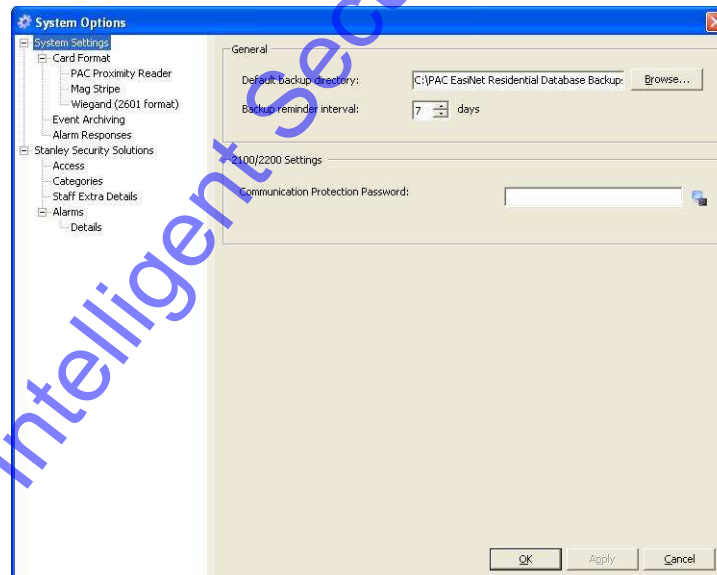 System Options
System Settings
Card Format
PAC Proximity Reader
Mag Stripe
Wiegand (2601 format)
Event Archiving
Alarm Responses
Stanley Security Solutions
Access
Categories
Staff Extra Details
Alarms
Details
General
Default backup directory: C:\PAC EasiNet Residential Database Backup: Browse...
Backup reminder interval: 7 days
2100/2200 Settings
Communication Protection Password:
OK Apply Cancel
Intelligent Secu